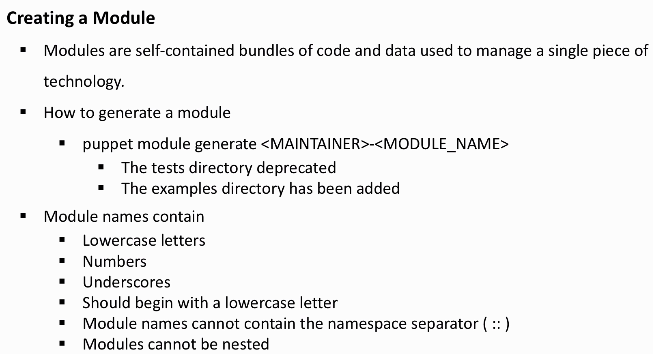 Creating a Module
▪ Modules are self-contained bundles of code and data used to manage a single piece of
technology.
▪ How to generate a module
▪ puppet module generate <MAINTAINER>-<MODULE_NAME>
▪ The tests directory deprecated
▪ The examples directory has been added
▪ Module names contain
▪ Lowercase letters
▪ Numbers
▪ Underscores
▪ Should begin with a lowercase letter
▪ Module names cannot contain the namespace separator ( :: )
▪ Modules cannot be nested